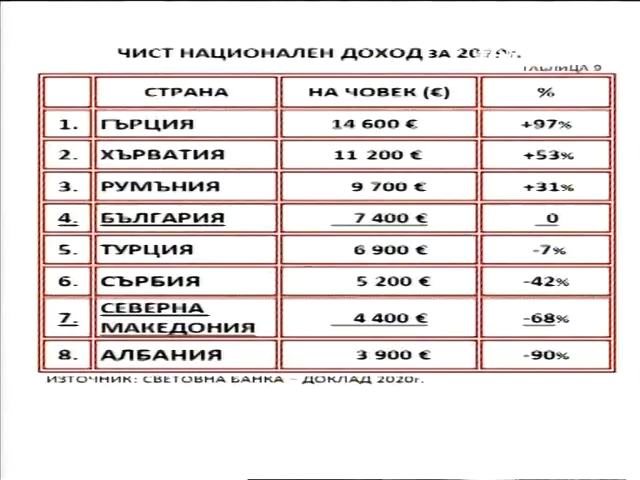 ЧИСТ НАЦИОНАЛЕН ДОХОД ЗА
ТАБЛИЦА 9
СТРАНА НА ЧОВЕК (€) %
1. ГЪРЦИЯ 14 600 € +97%
2. ХЪРВАТИЯ 11 200 € +53%
3. РУМЪНИЯ 9 700 € +31%
4. БЪЛГАРИЯ 7 400 € 0
5. ТУРЦИЯ 6 900 € -7%
6. СЪРБИЯ 5 200 € -42%
7. СЕВЕРНА
МАКЕДОНИЯ 4 400 € -68%
8. АЛБАНИЯ 3 900 € -90%
ИЗТОЧНИК: СВЕТОВНА БАНКА – ДОКЛАД 2020г.